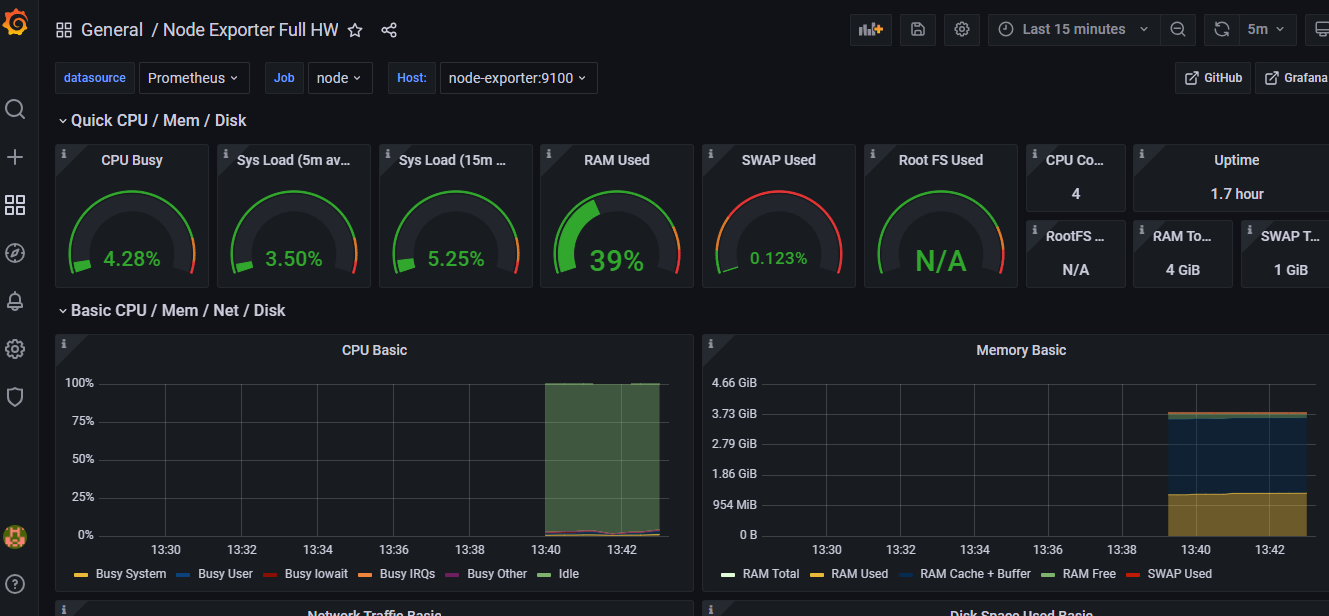 General / Node Exporter Full HW
Last 15 minutes
5m
datasource Prometheus Job node Host: node-exporter:9100
GitHub Grafana
Quick CPU / Mem / Disk
CPU Busy
4.28%
Sys Load (5m av...
3.50%
Sys Load (15m ...
5.25%
RAM Used
39%
SWAP Used
0.123%
Root FS Used
N/A
CPU Co...
4
Uptime
1.7 hour
RootFS ...
N/A
RAM To...
4 GiB
SWAP T...
1 GiB
Basic CPU / Mem / Net / Disk
CPU Basic
100%
75%
50%
25%
0%
13:30 13:32 13:34 13:36 13:38 13:40 13:42
Busy System Busy User Busy Iowait Busy IRQs Busy Other Idle
Memory Basic
4.66 GiB
3.73 GiB
2.79 GiB
1.86 GiB
954 MiB
0 B
13:30 13:32 13:34 13:36 13:38 13:40 13:42
RAM Total RAM Used RAM Cache + Buffer RAM Free SWAP Used
Network Traffic Basic
Disk Space Used Basic